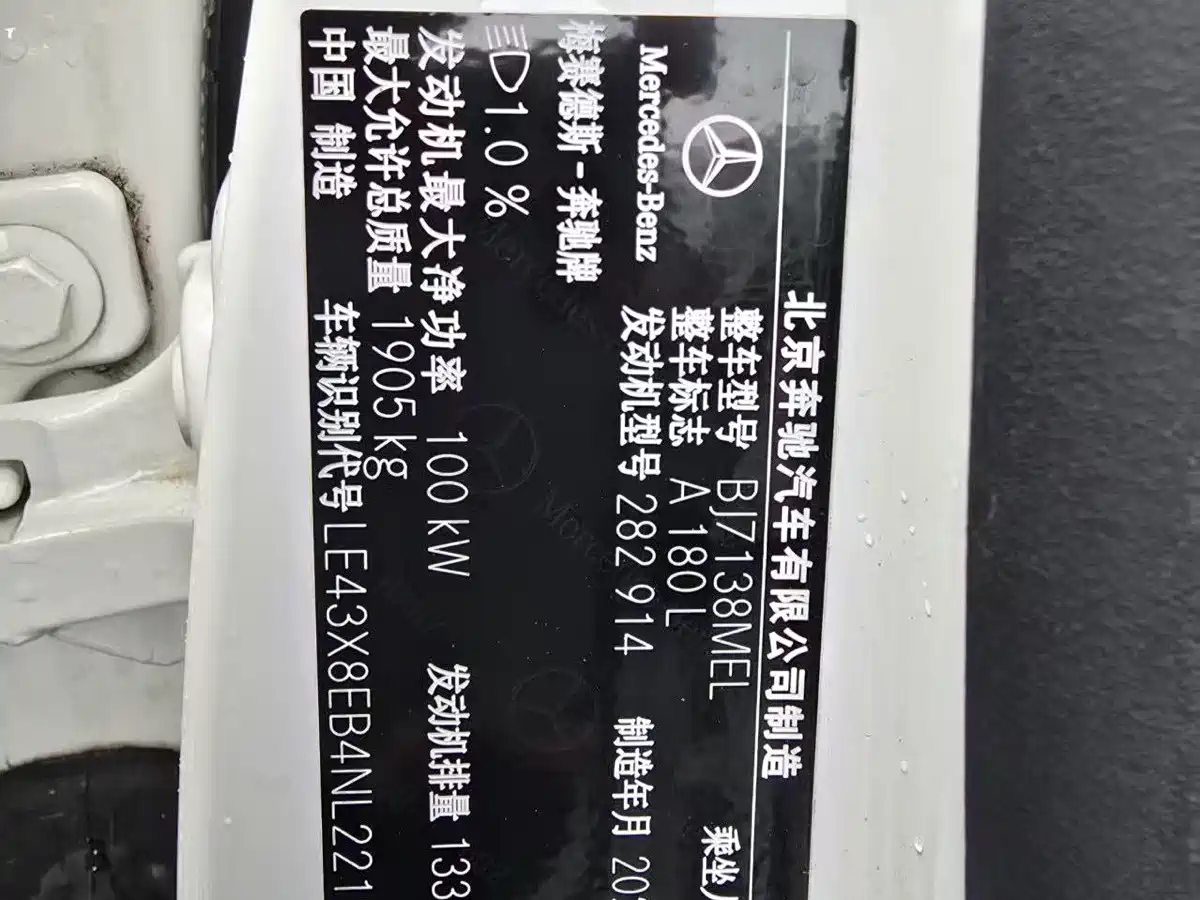 北京奔驰汽车有限公司制造
Mercedes-Benz
整车型号 BJ7138MEL 乘坐人
整车标志 A 180 L
发动机型号 282 914 制造年月 20
梅赛德斯-奔驰牌
1.0 %
发动机最大净功率 100 kW 发动机排量 133
最大允许总质量 1905 kg
中国 制造 车辆识别代号 LE43X8EB4NL221